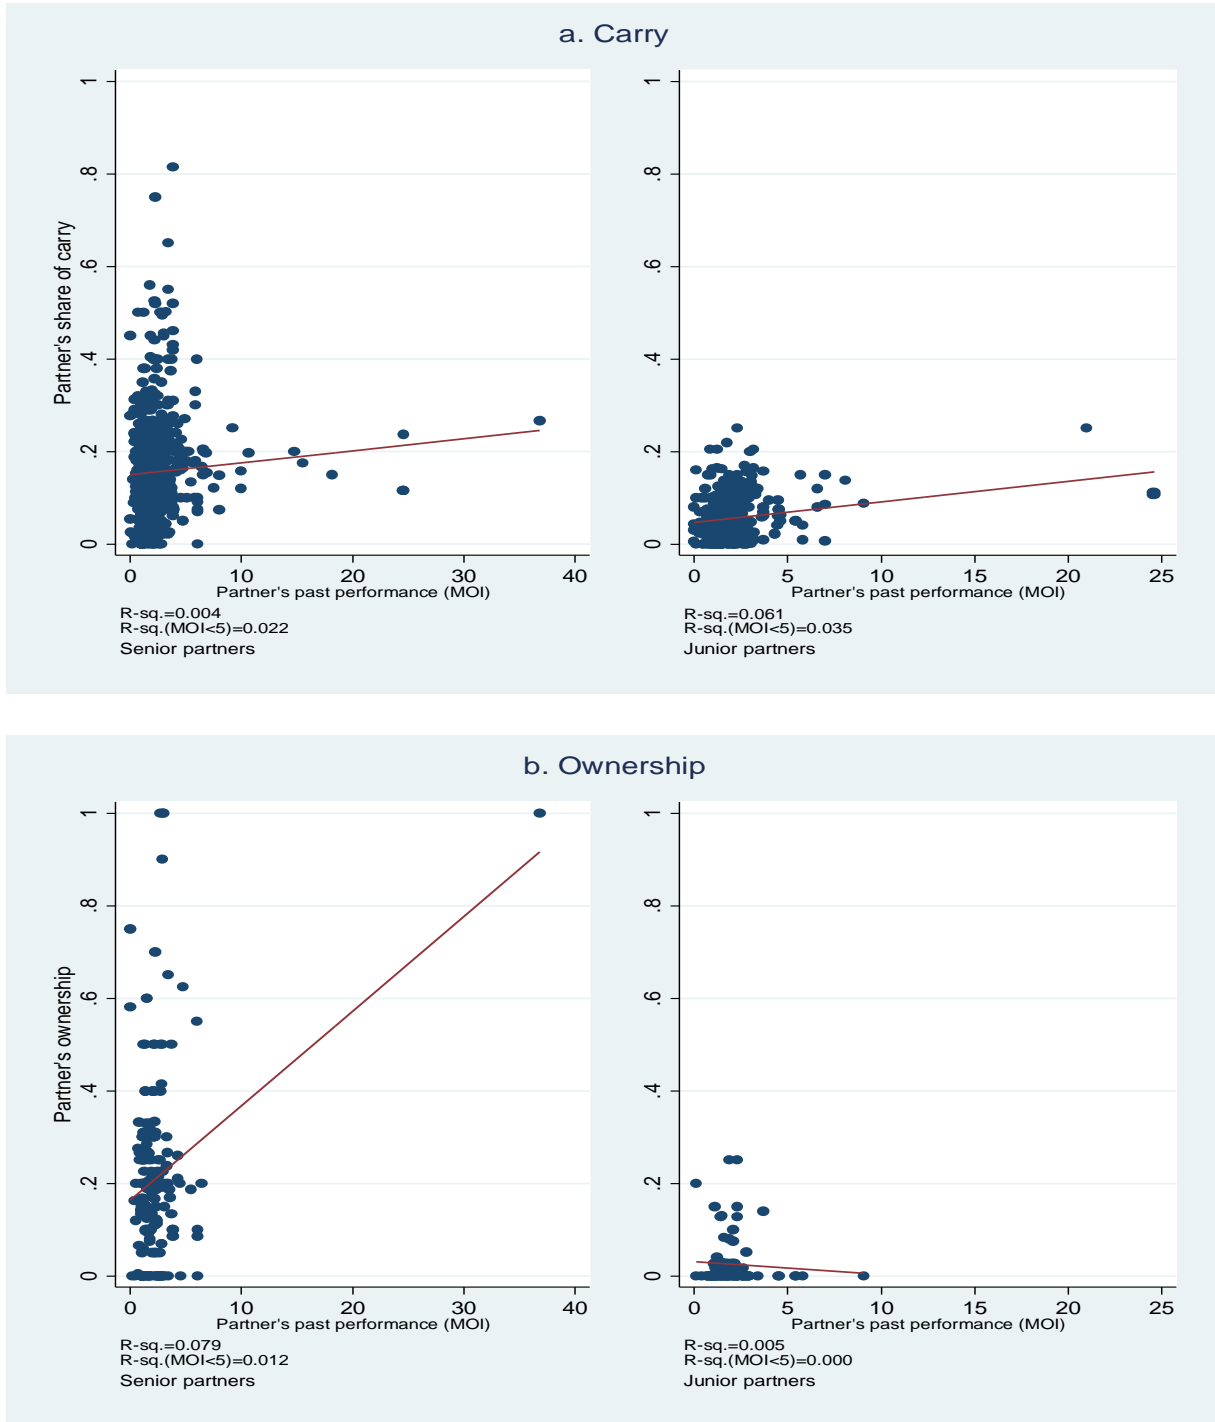 a. Carry
Partner's share of carry
1
.8
.6
.4
.2
0
0 10 20 30 40
Partner's past performance (MOI)
R-sq.=0.004
R-sq.(MOI<5)=0.022
Senior partners
1
.8
.6
.4
.2
0
0 5 10 15 20 25
Partner's past performance (MOI)
R-sq.=0.061
R-sq.(MOI<5)=0.035
Junior partners
b. Ownership
Partner's ownership
1
.8
.6
.4
.2
0
0 10 20 30 40
Partner's past performance (MOI)
R-sq.=0.079
R-sq.(MOI<5)=0.012
Senior partners
1
.8
.6
.4
.2
0
0 5 10 15 20 25
Partner's past performance (MOI)
R-sq.=0.005
R-sq.(MOI<5)=0.000
Junior partners